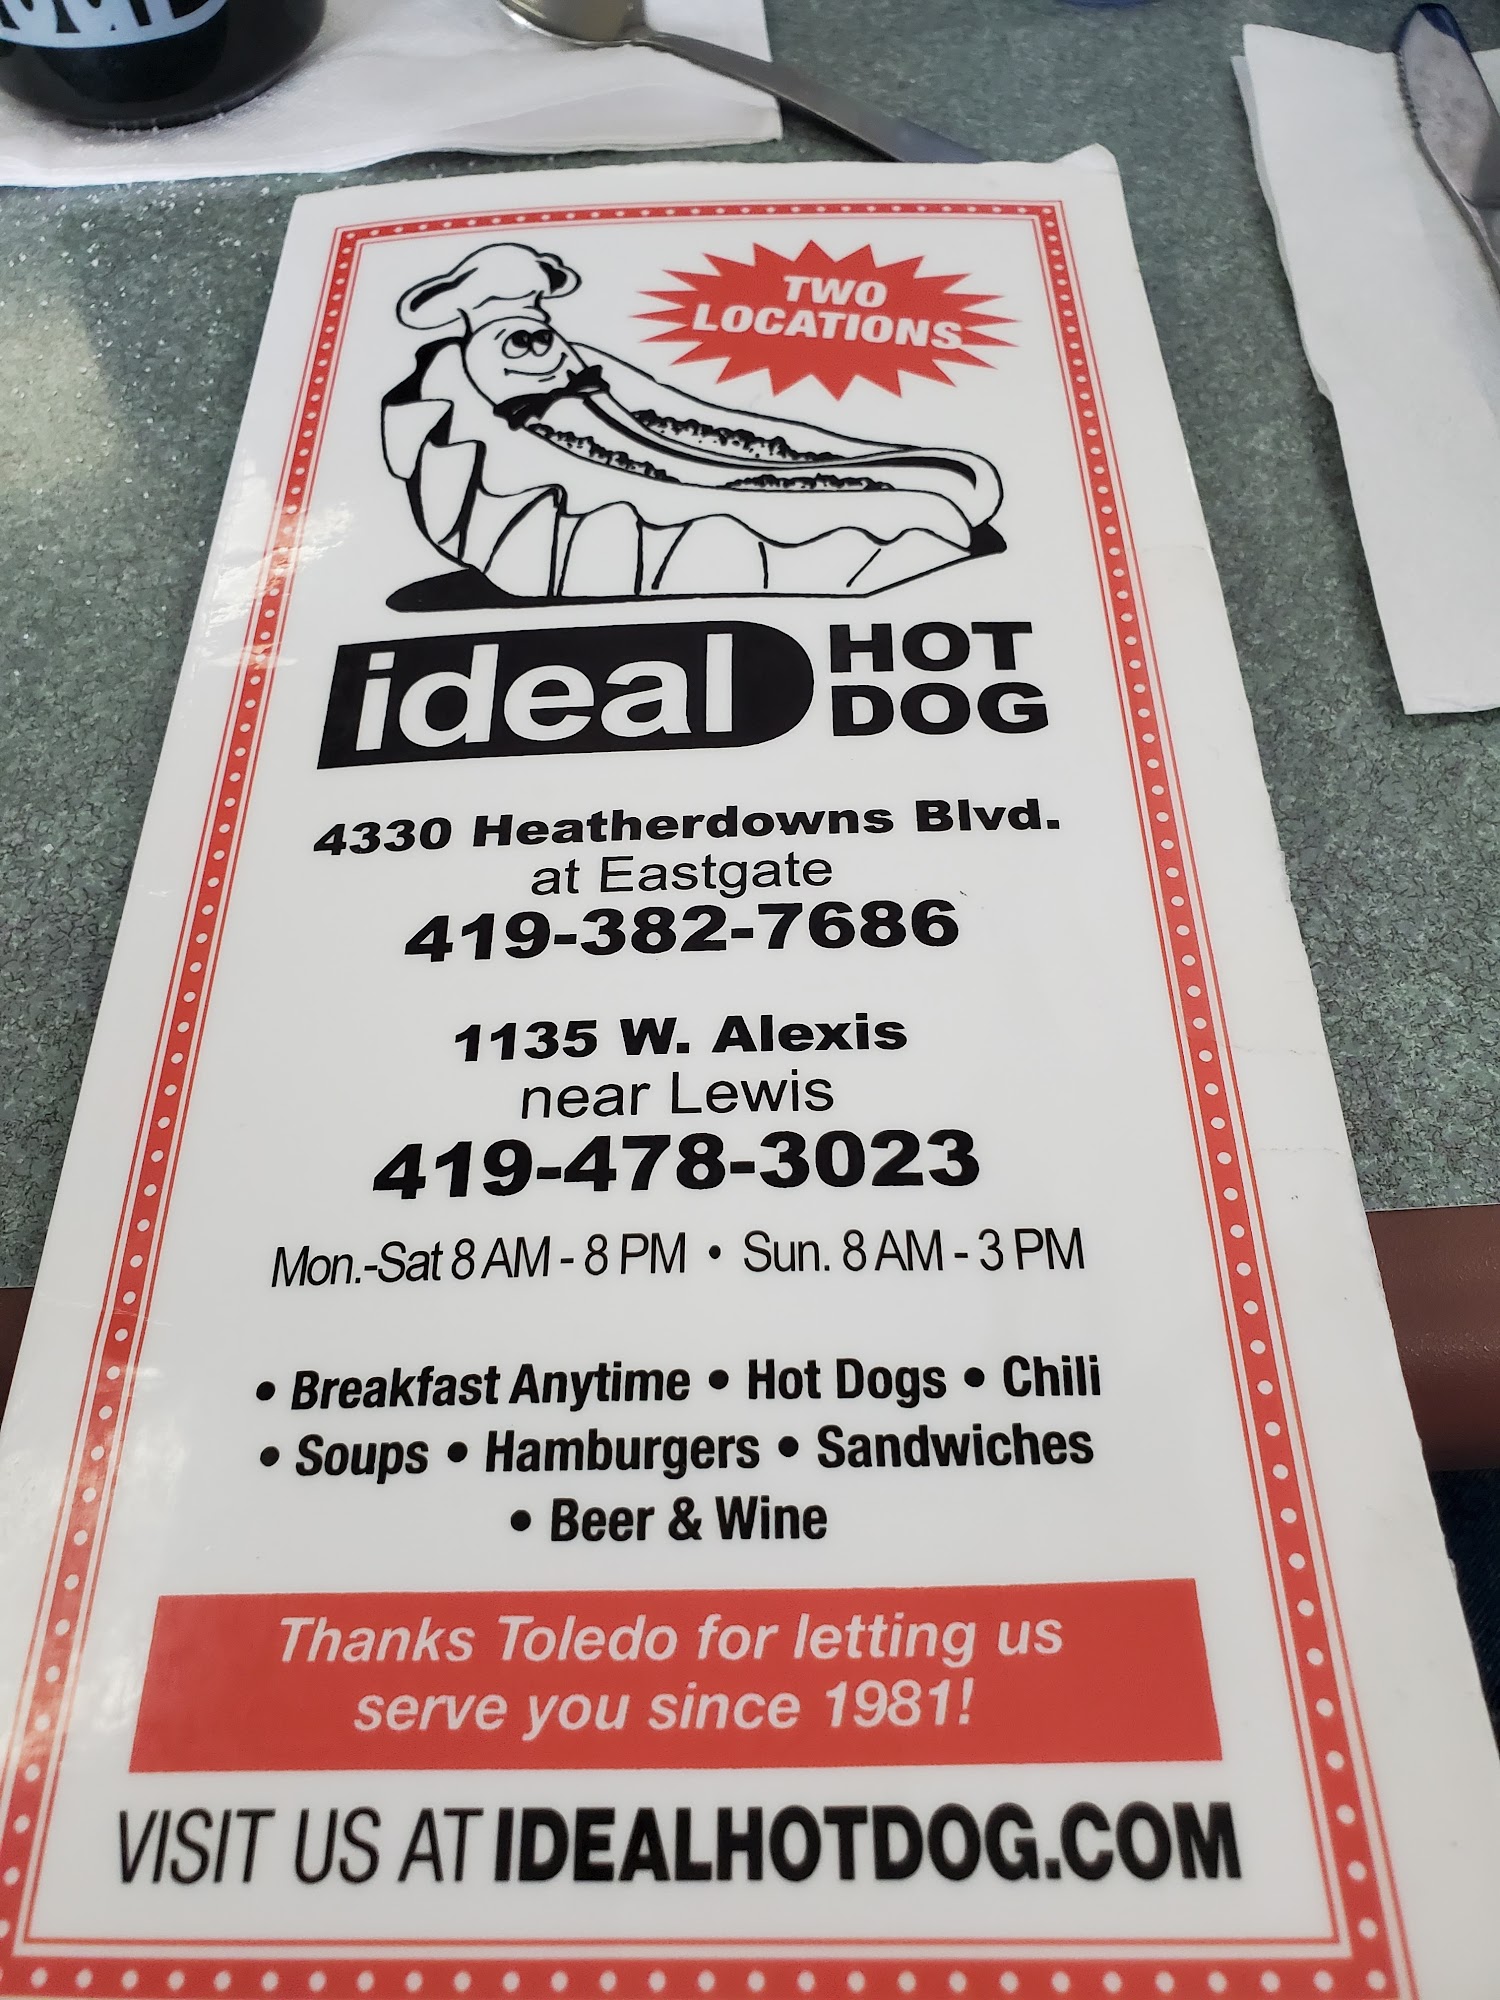 TWO
LOCATIONS
ideal HOT
DOG
4330 Heatherdowns Blvd.
at Eastgate
419-382-7686
1135 W. Alexis
near Lewis
419-478-3023
Mon.-Sat 8 AM - 8 PM • Sun. 8 AM - 3 PM
• Breakfast Anytime • Hot Dogs • Chili
• Soups • Hamburgers • Sandwiches
• Beer & Wine
Thanks Toledo for letting us
serve you since 1981!
VISIT US AT IDEALHOTDOG.COM